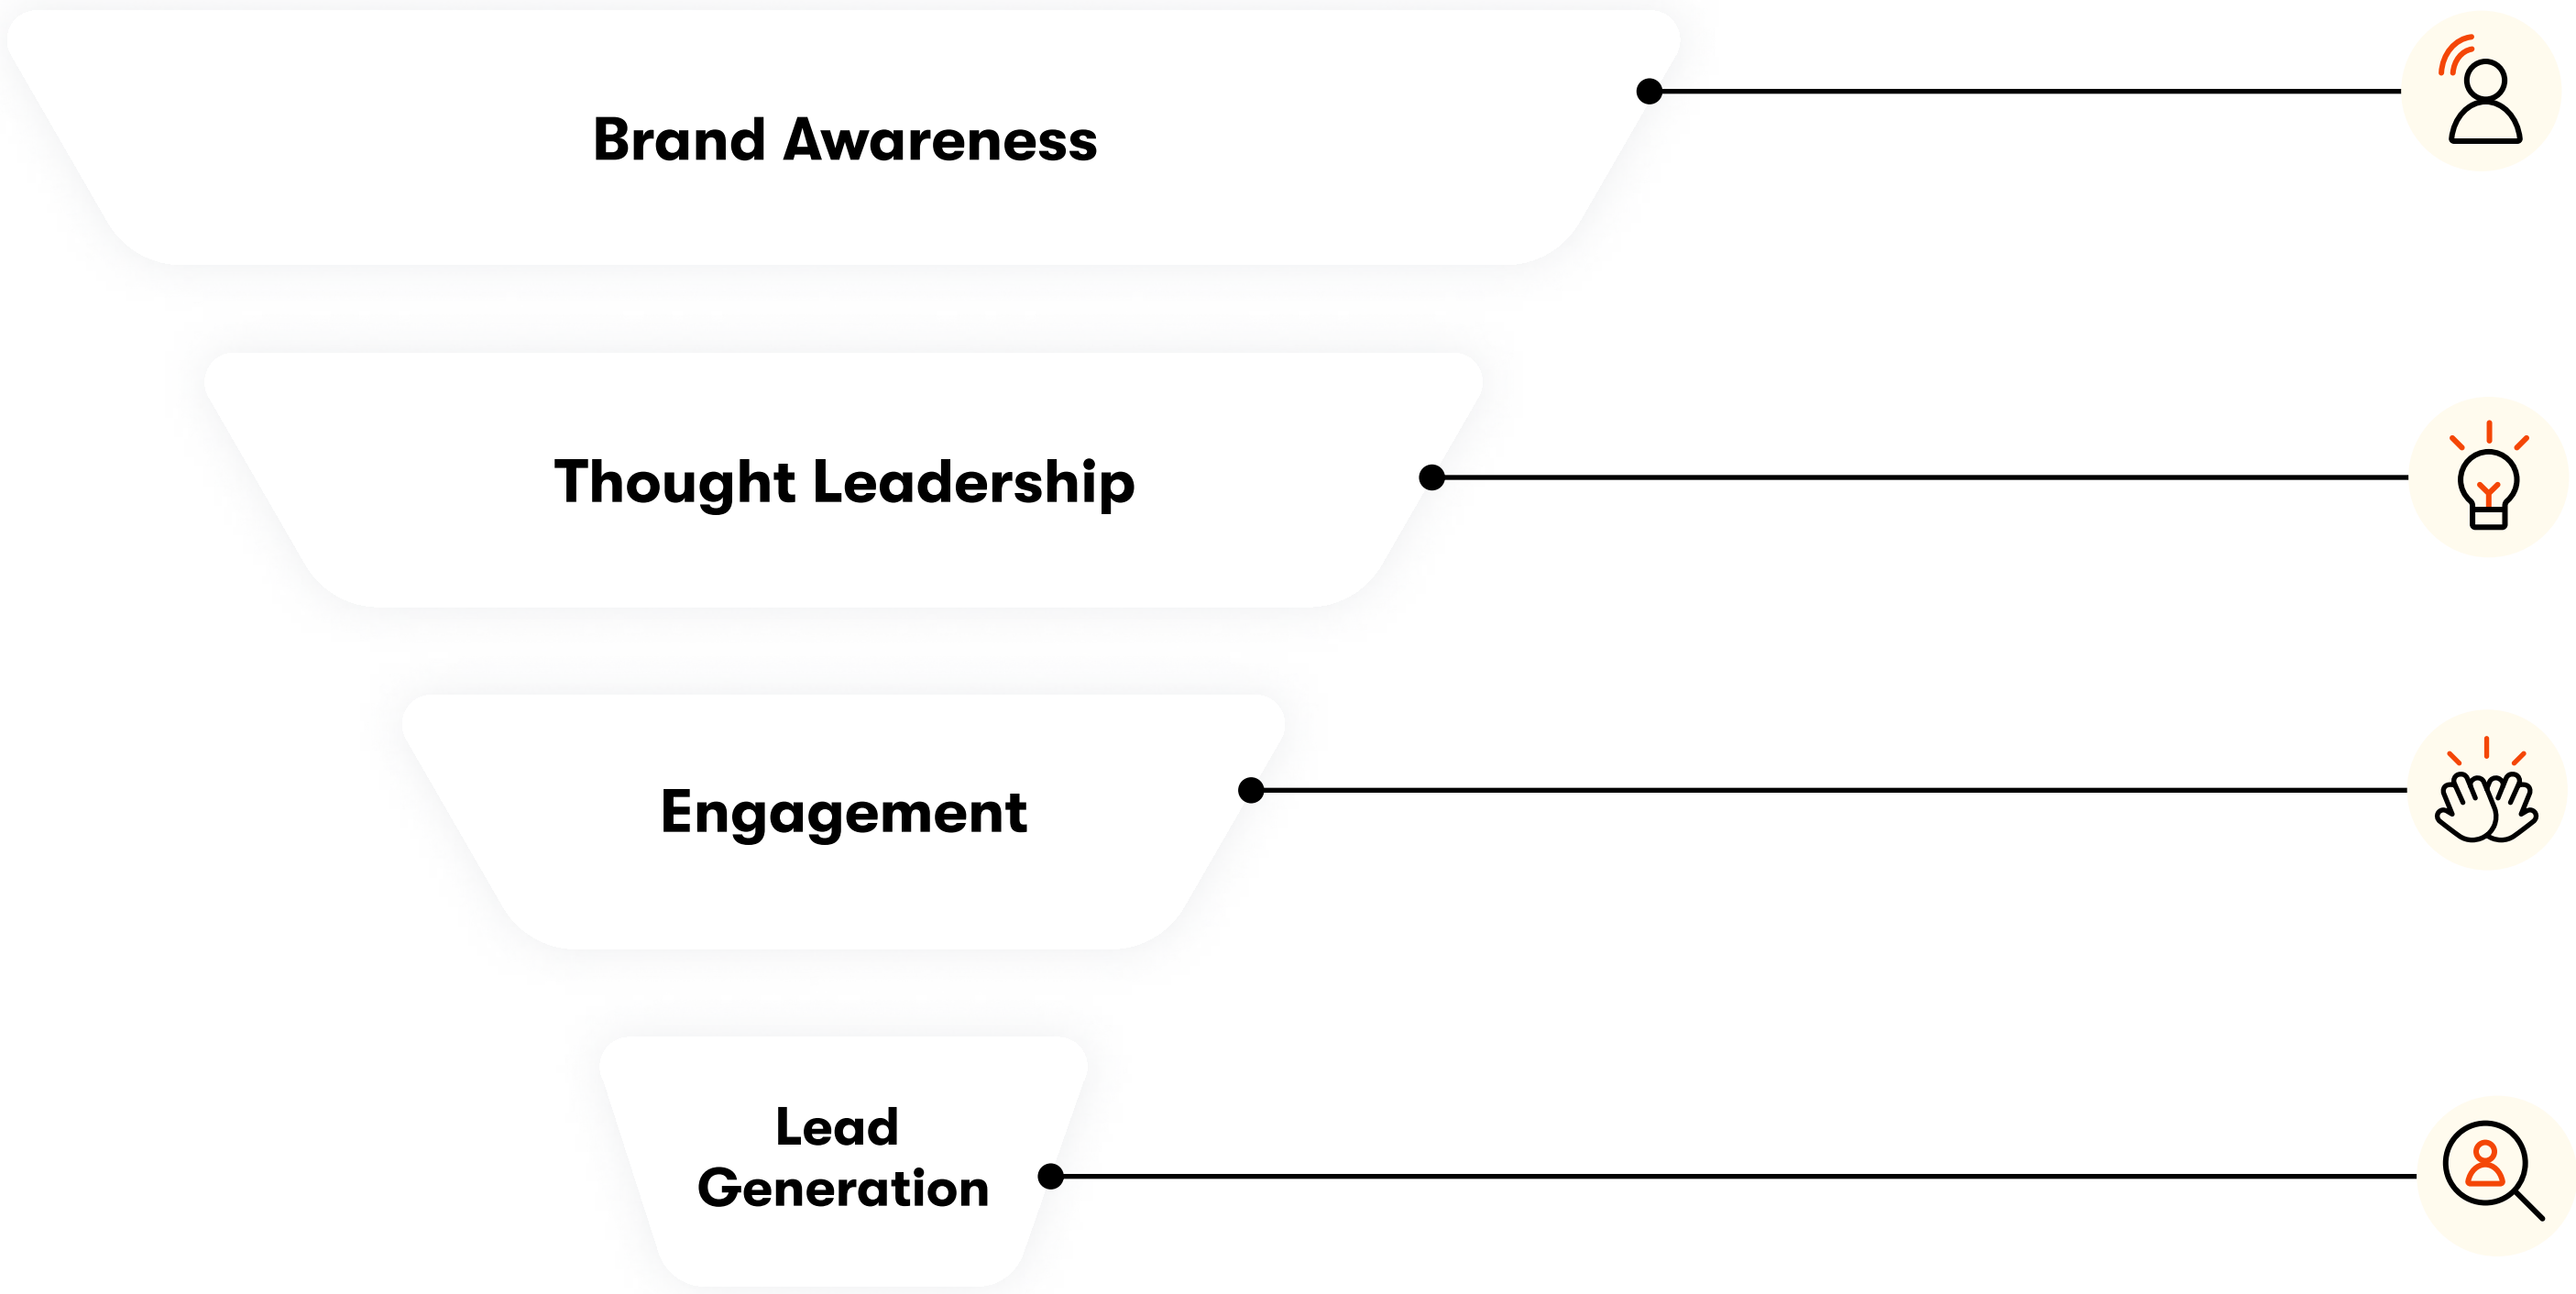 Brand Awareness
Thought Leadership
Engagement
Lead
Generation